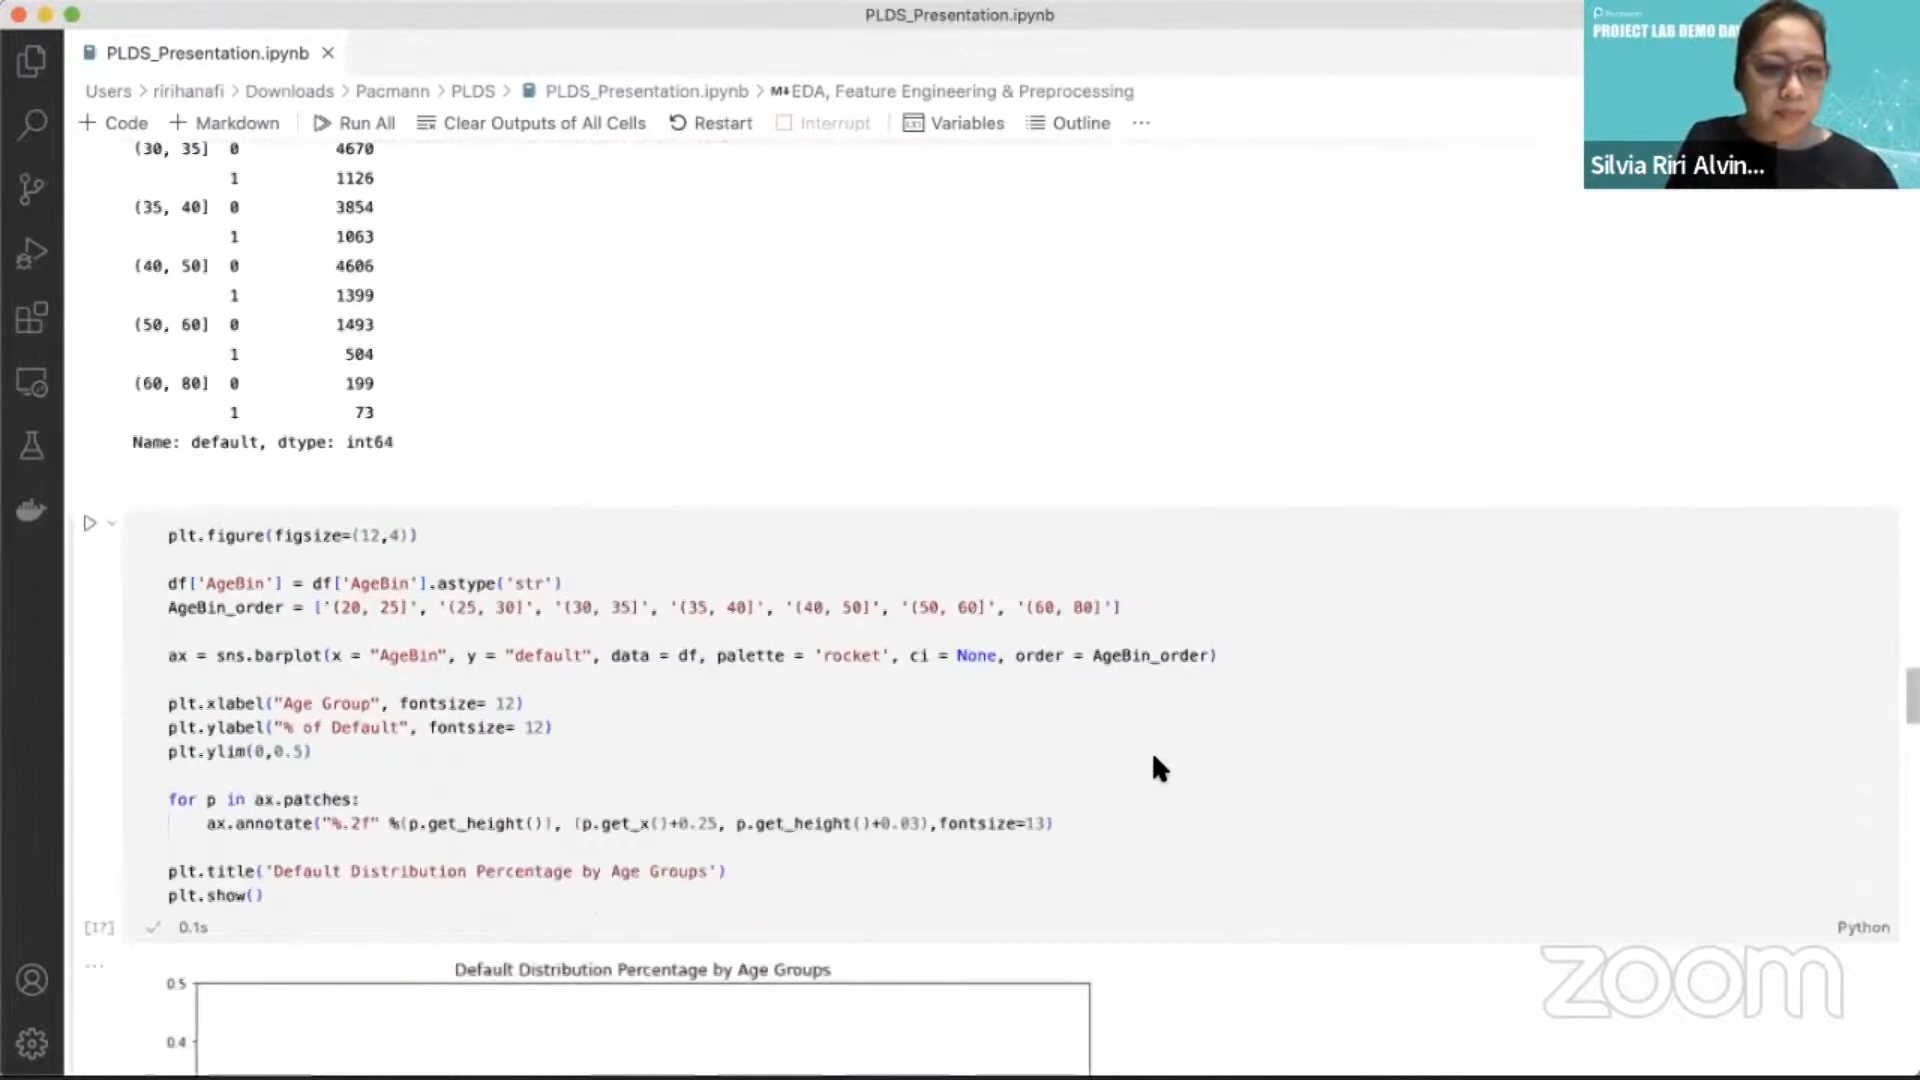 PLDS_Presentation.ipynb
PROJECT LAB DEMO DA
Silvia Riri Alvin...
PLDS_Presentation.ipynb
Users > ririhanafi > Downloads > Pacmann > PLDS > PLDS_Presentation.ipynb > M↓EDA, Feature Engineering & Preprocessing
+ Code + Markdown Run All Clear Outputs of All Cells Restart Interrupt Variables Outline ...
(30, 35] 0 4670
1 1126
(35, 40] 0 3854
1 1063
(40, 50] 0 4606
1 1399
(50, 60] 0 1493
1 504
(60, 80] 0 199
1 73
Name: default, dtype: int64
plt.figure(figsize=(12,4))
df['AgeBin'] = df['AgeBin'].astype('str')
AgeBin_order = ['(20, 25]', '(25, 30]', '(30, 35]', '(35, 40]', '(40, 50]', '(50, 60]', '(60, 80]']
ax = sns.barplot(x = "AgeBin", y = "default", data = df, palette = 'rocket', ci = None, order = AgeBin_order)
plt.xlabel("Age Group", fontsize= 12)
plt.ylabel("% of Default", fontsize= 12)
plt.ylim(0,0.5)
for p in ax.patches:
ax.annotate("%.2f" %(p.get_height()), (p.get_x()+0.25, p.get_height()+0.03),fontsize=13)
plt.title('Default Distribution Percentage by Age Groups')
plt.show()
[17] 0.1s
Python
...
Default Distribution Percentage by Age Groups
0.5
0.4
zoom